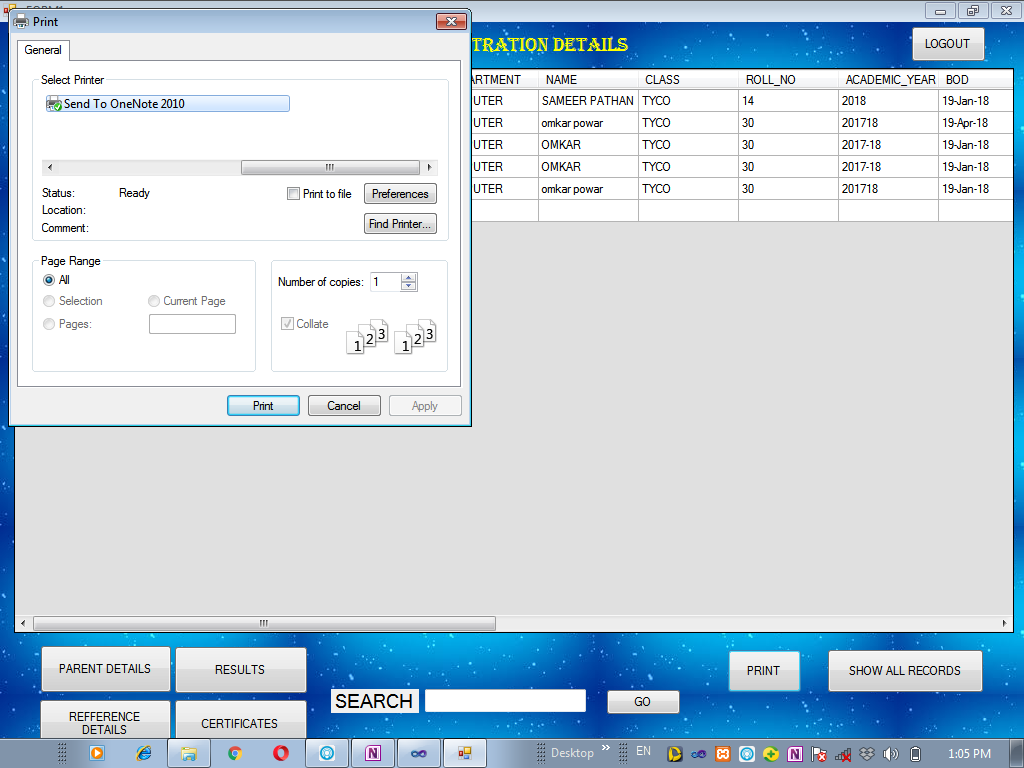 Print
General
TRATION DETAILS
LOGOUT
Select Printer
Send To OneNote 2010
Status: Ready
Location:
Comment:
Print to file
Preferences
Find Printer...
Page Range
All
Selection
Current Page
Pages:
Number of copies: 1
Collate
1 2 3 1 2 3
Print
Cancel
Apply
ARTMENT NAME CLASS ROLL_NO ACADEMIC_YEAR BOD
UTER SAMEER PATHAN TYCO 14 2018 19-Jan-18
UTER omkar powar TYCO 30 201718 19-Apr-18
UTER OMKAR TYCO 30 2017-18 19-Jan-18
UTER OMKAR TYCO 30 2017-18 19-Jan-18
UTER omkar powar TYCO 30 201718 19-Jan-18
PARENT DETAILS
RESULTS
REFFERENCE
DETAILS
CERTIFICATES
SEARCH
GO
PRINT
SHOW ALL RECORDS
Desktop
EN
1:05 PM